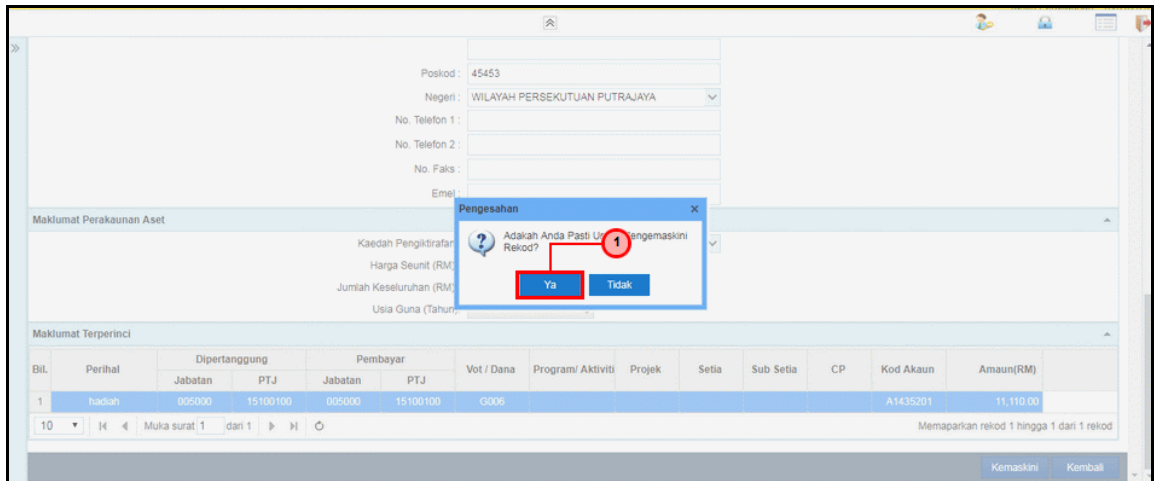 Poskod : 45453
Negeri : WILAYAH PERSEKUTUAN PUTRAJAYA
No. Telefon 1 :
No. Telefon 2 :
No. Faks :
Emel :
Pengesahan x
Adakah Anda Pasti Mengemaskini
Rekod?
1
Ya Tidak
Maklumat Perakaunan Aset
Kaedah Pengiktirafan
Harga Seunit (RM)
Jumlah Keseluruhan (RM)
Usia Guna (Tahun)
Maklumat Terperinci
Bil. Perihal Dipertanggung Pembayar Vot / Dana Program/ Aktiviti Projek Setia Sub Setia CP Kod Akaun Amaun(RM)
Jabatan PTJ Jabatan PTJ
1 hadiah 005000 15100100 005000 15100100 G006 A1435201 11,110.00
10 Muka surat 1 dari 1 Memaparkan rekod 1 hingga 1 dari 1 rekod
Kemaskini Kembali